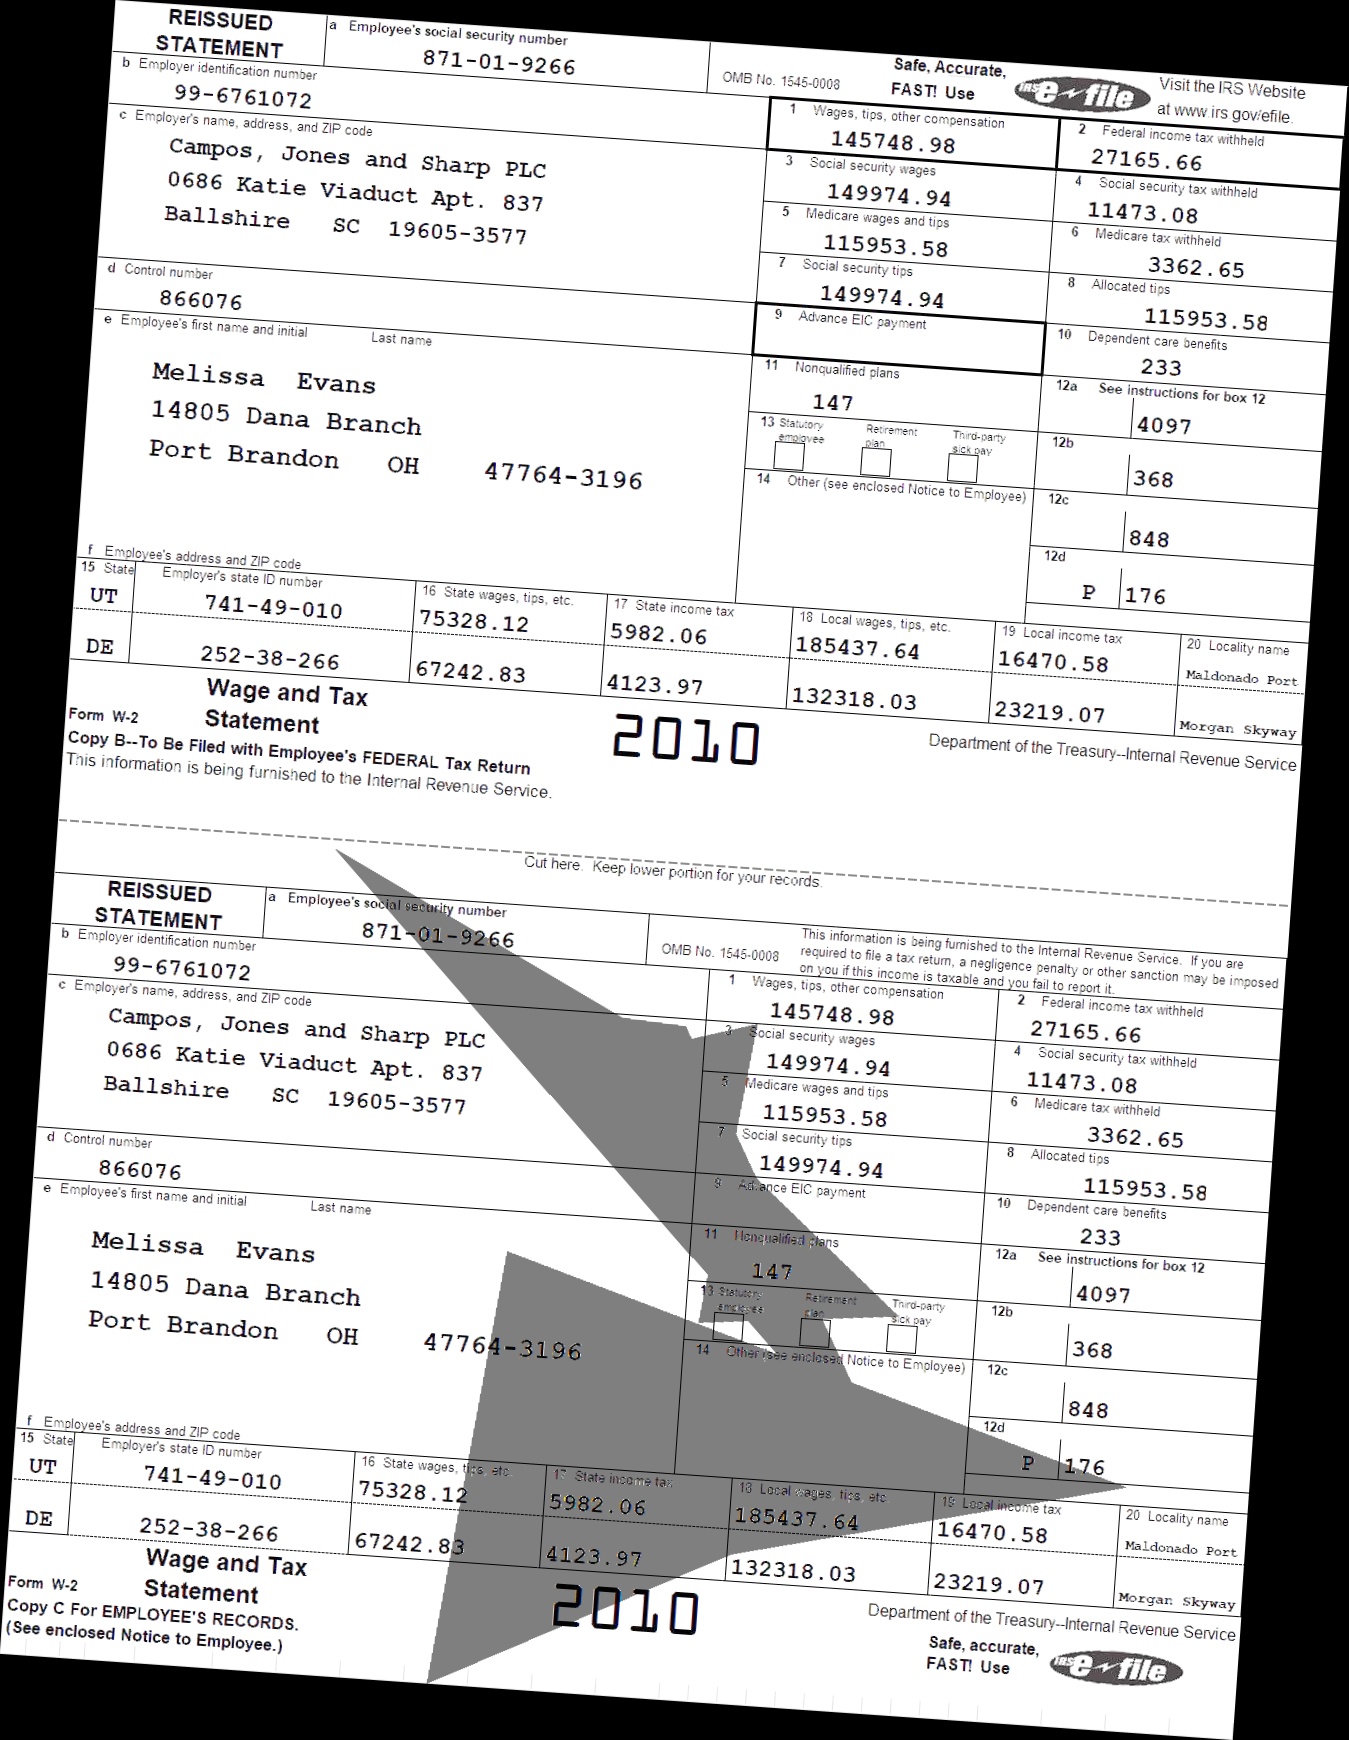 REISSUED STATEMENT
a Employee's social security number
871-01-9266
OMB No. 1545-0008
Safe, Accurate, FAST! Use
IRS e-file
Visit the IRS Website at www.irs.gov/efile.
b Employer identification number
99-6761072
c Employer's name, address, and ZIP code
Campos, Jones and Sharp PLC
0686 Katie Viaduct Apt. 837
Ballshire SC 19605-3577
1 Wages, tips, other compensation
145748.98
2 Federal income tax withheld
27165.66
3 Social security wages
149974.94
4 Social security tax withheld
11473.08
5 Medicare wages and tips
115953.58
6 Medicare tax withheld
3362.65
d Control number
866076
7 Social security tips
149974.94
8 Allocated tips
115953.58
e Employee's first name and initial Last name
Melissa Evans
14805 Dana Branch
Port Brandon OH 47764-3196
9 Advance EIC payment
10 Dependent care benefits
233
11 Nonqualified plans
147
12a See instructions for box 12
4097
13 Statutory employee Retirement plan Third-party sick pay
12b
368
14 Other (see enclosed Notice to Employee)
12c
848
12d
P 176
f Employee's address and ZIP code
15 State Employer's state ID number
16 State wages, tips, etc.
17 State income tax
18 Local wages, tips, etc.
19 Local income tax
20 Locality name
UT 741-49-010 75328.12 5982.06 185437.64 16470.58 Maldonado Port
DE 252-38-266 67242.83 4123.97 132318.03 23219.07 Morgan Skyway
Form W-2
Wage and Tax Statement
2010
Department of the Treasury--Internal Revenue Service
Copy B--To Be Filed with Employee's FEDERAL Tax Return
This information is being furnished to the Internal Revenue Service.
Cut here. Keep lower portion for your records.
REISSUED STATEMENT
a Employee's social security number
871-01-9266
OMB No. 1545-0008
This information is being furnished to the Internal Revenue Service. If you are
required to file a tax return, a negligence penalty or other sanction may be imposed
on you if this income is taxable and you fail to report it.
b Employer identification number
99-6761072
c Employer's name, address, and ZIP code
Campos, Jones and Sharp PLC
0686 Katie Viaduct Apt. 837
Ballshire SC 19605-3577
1 Wages, tips, other compensation
145748.98
2 Federal income tax withheld
27165.66
3 Social security wages
149974.94
4 Social security tax withheld
11473.08
5 Medicare wages and tips
115953.58
6 Medicare tax withheld
3362.65
d Control number
866076
7 Social security tips
149974.94
8 Allocated tips
115953.58
e Employee's first name and initial Last name
Melissa Evans
14805 Dana Branch
Port Brandon OH 47764-3196
9 Advance EIC payment
10 Dependent care benefits
233
11 Nonqualified plans
147
12a See instructions for box 12
4097
13 Statutory employee Retirement plan Third-party sick pay
12b
368
14 Other (see enclosed Notice to Employee)
12c
848
12d
P 176
f Employee's address and ZIP code
15 State Employer's state ID number
16 State wages, tips, etc.
17 State income tax
18 Local wages, tips, etc.
19 Local income tax
20 Locality name
UT 741-49-010 75328.12 5982.06 185437.64 16470.58 Maldonado Port
DE 252-38-266 67242.83 4123.97 132318.03 23219.07 Morgan Skyway
Form W-2
Wage and Tax Statement
2010
Department of the Treasury--Internal Revenue Service
Copy C For EMPLOYEE'S RECORDS.
(See enclosed Notice to Employee.)
Safe, accurate, FAST! Use
IRS e-file